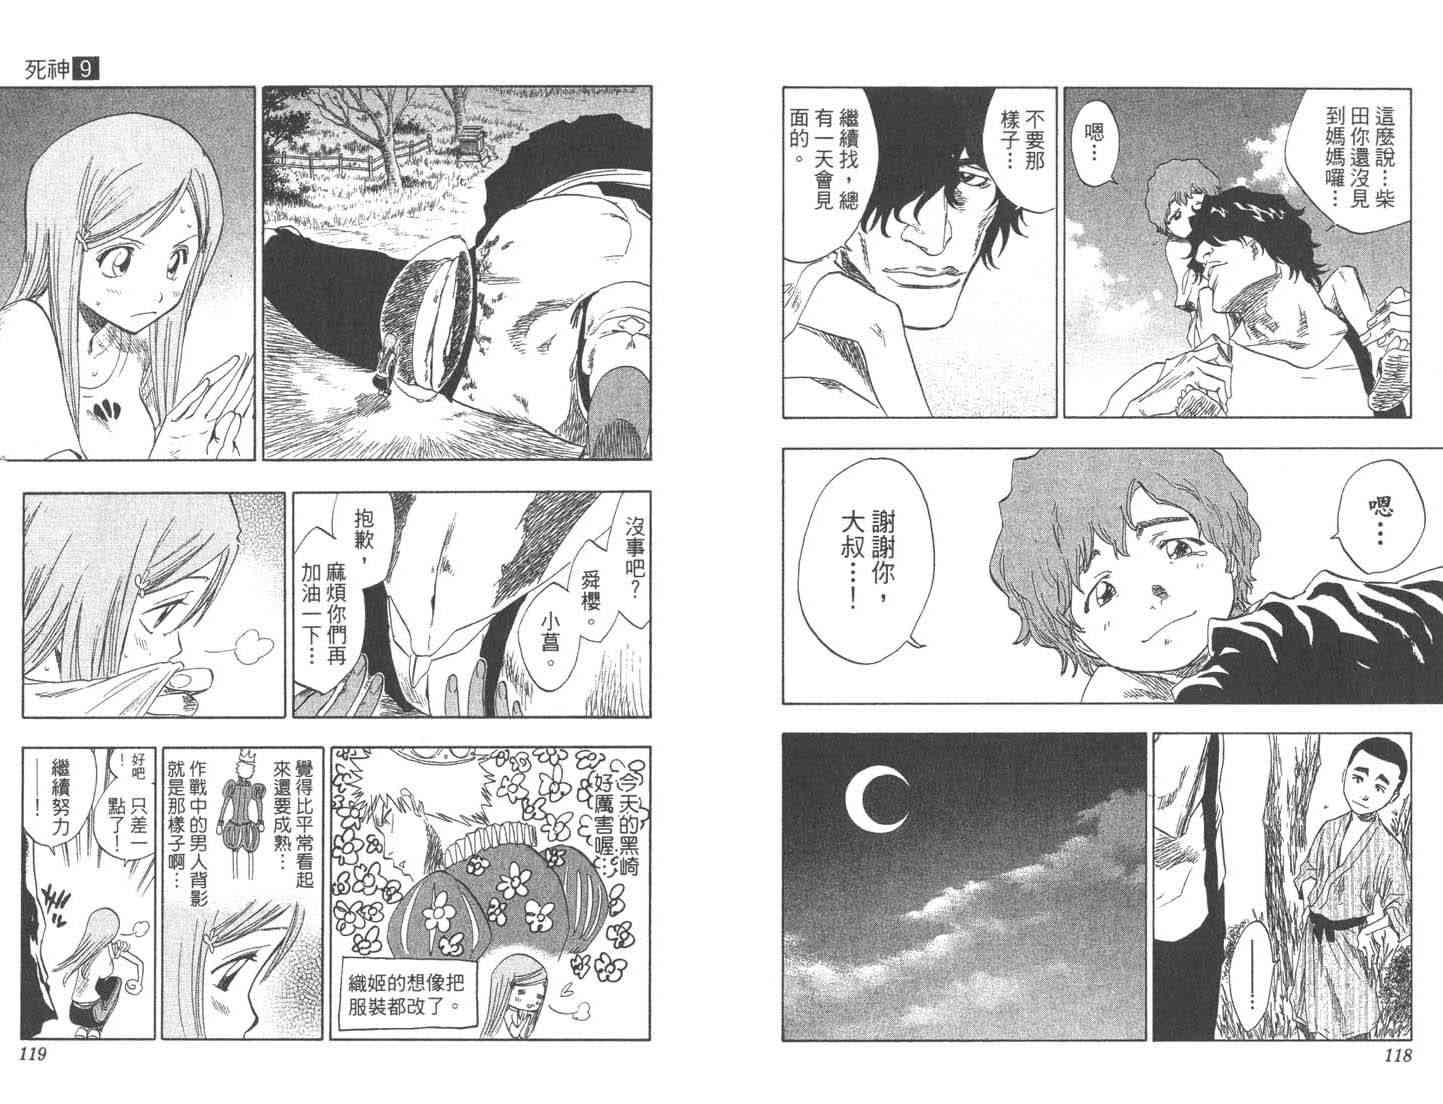 這麼說…柴
田你還沒見
到媽媽囉…
嗯…
不要那
樣子…
繼續找，總
有一天會見
面的。
嗯…
謝謝你，
大叔…！
…
118
死神9
沒事吧？
舜櫻。
小菖。
抱歉，
麻煩你們再
加油一下…
今天的黑崎
好厲害喔…
織姬的想像把
服裝都改了。
覺得比平常看起
來還要成熟…
作戰中的男人背影
就是那樣子啊…
好吧！
只差一
點了！
繼續努力
——！
119